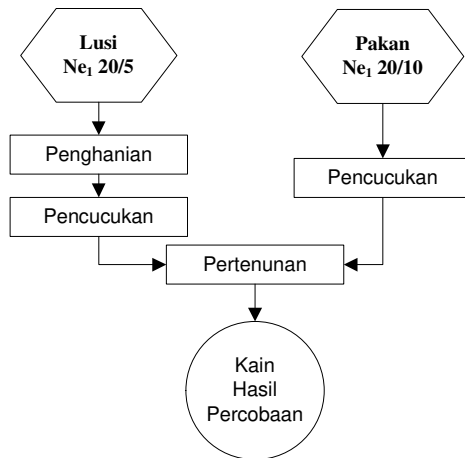 Lusi
Ne₁ 20/5
Pakan
Ne₁ 20/10
Penghanian
Pencucukan
Pencucukan
Pertenunan
Kain
Hasil
Percobaan